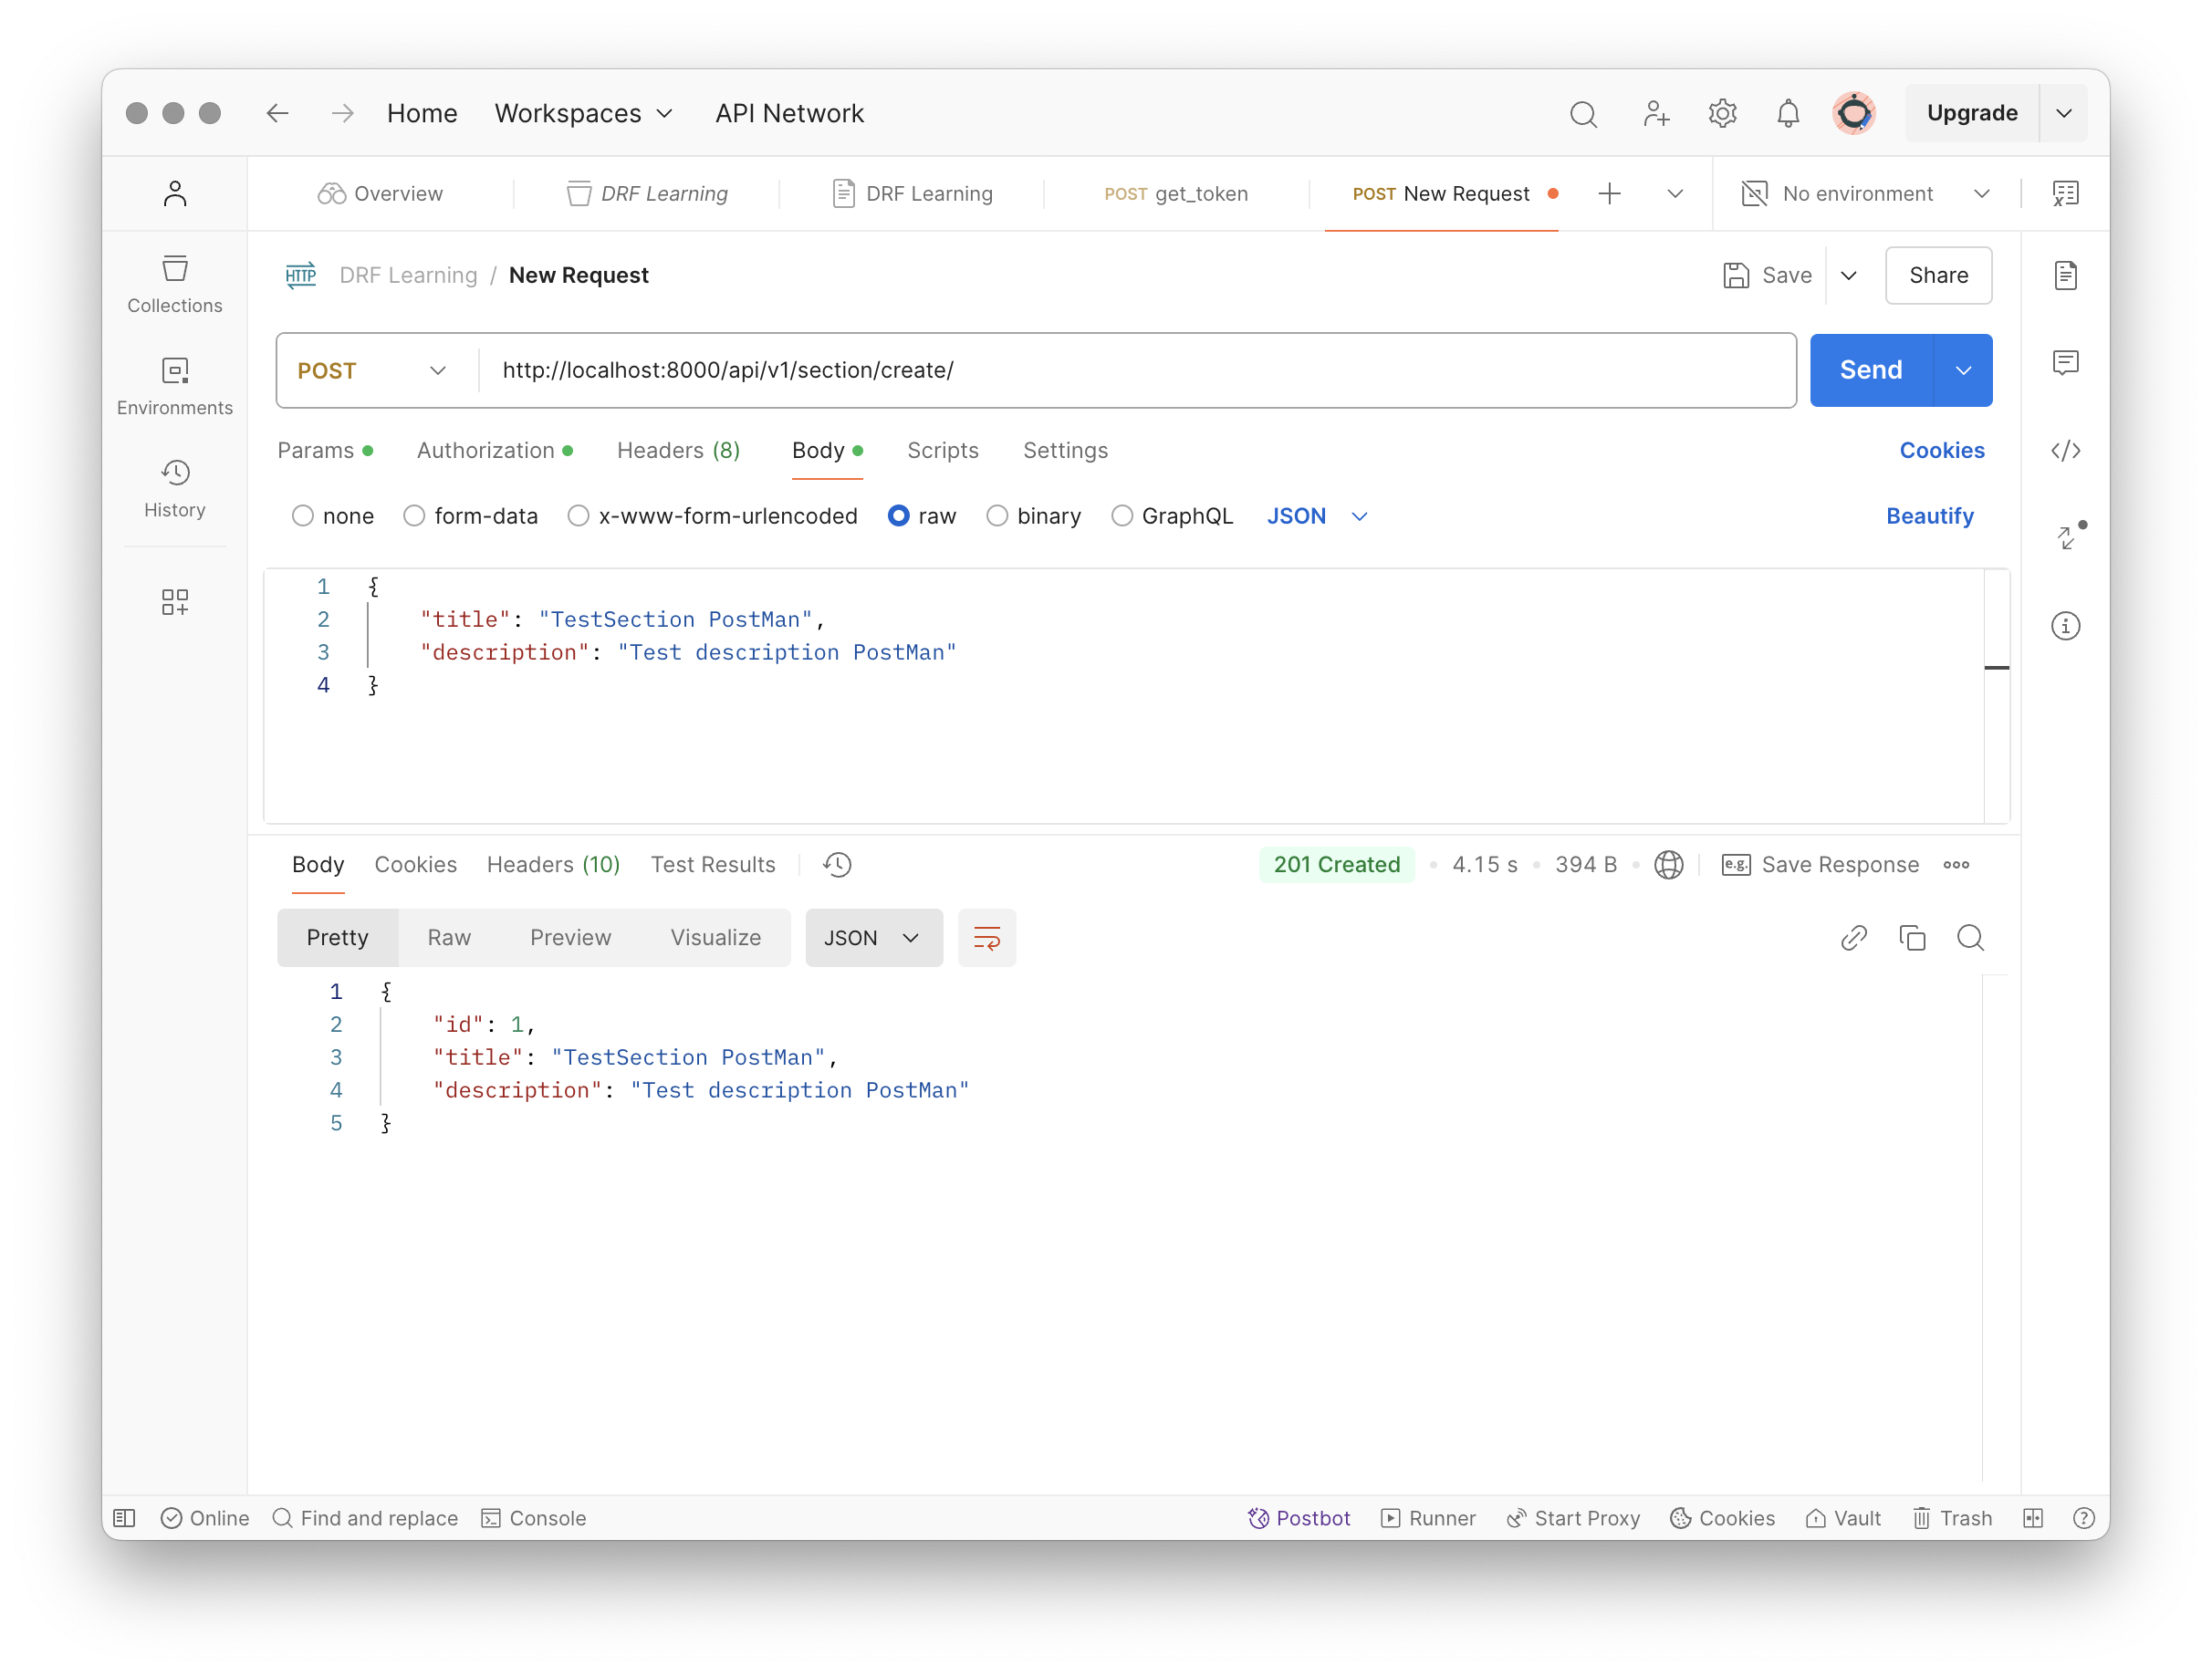 Home Workspaces API Network Upgrade
Overview DRF Learning DRF Learning POST get_token POST New Request No environment
HTTP DRF Learning / New Request Save Share
Collections
Environments
History
POST http://localhost:8000/api/v1/section/create/ Send
Params Authorization Headers (8) Body Scripts Settings Cookies
none form-data x-www-form-urlencoded raw binary GraphQL JSON Beautify
1 {
2 "title": "TestSection PostMan",
3 "description": "Test description PostMan"
4 }
Body Cookies Headers (10) Test Results 201 Created 4.15 s 394 B e.g. Save Response
Pretty Raw Preview Visualize JSON
1 {
2 "id": 1,
3 "title": "TestSection PostMan",
4 "description": "Test description PostMan"
5 }
Online Find and replace Console Postbot Runner Start Proxy Cookies Vault Trash